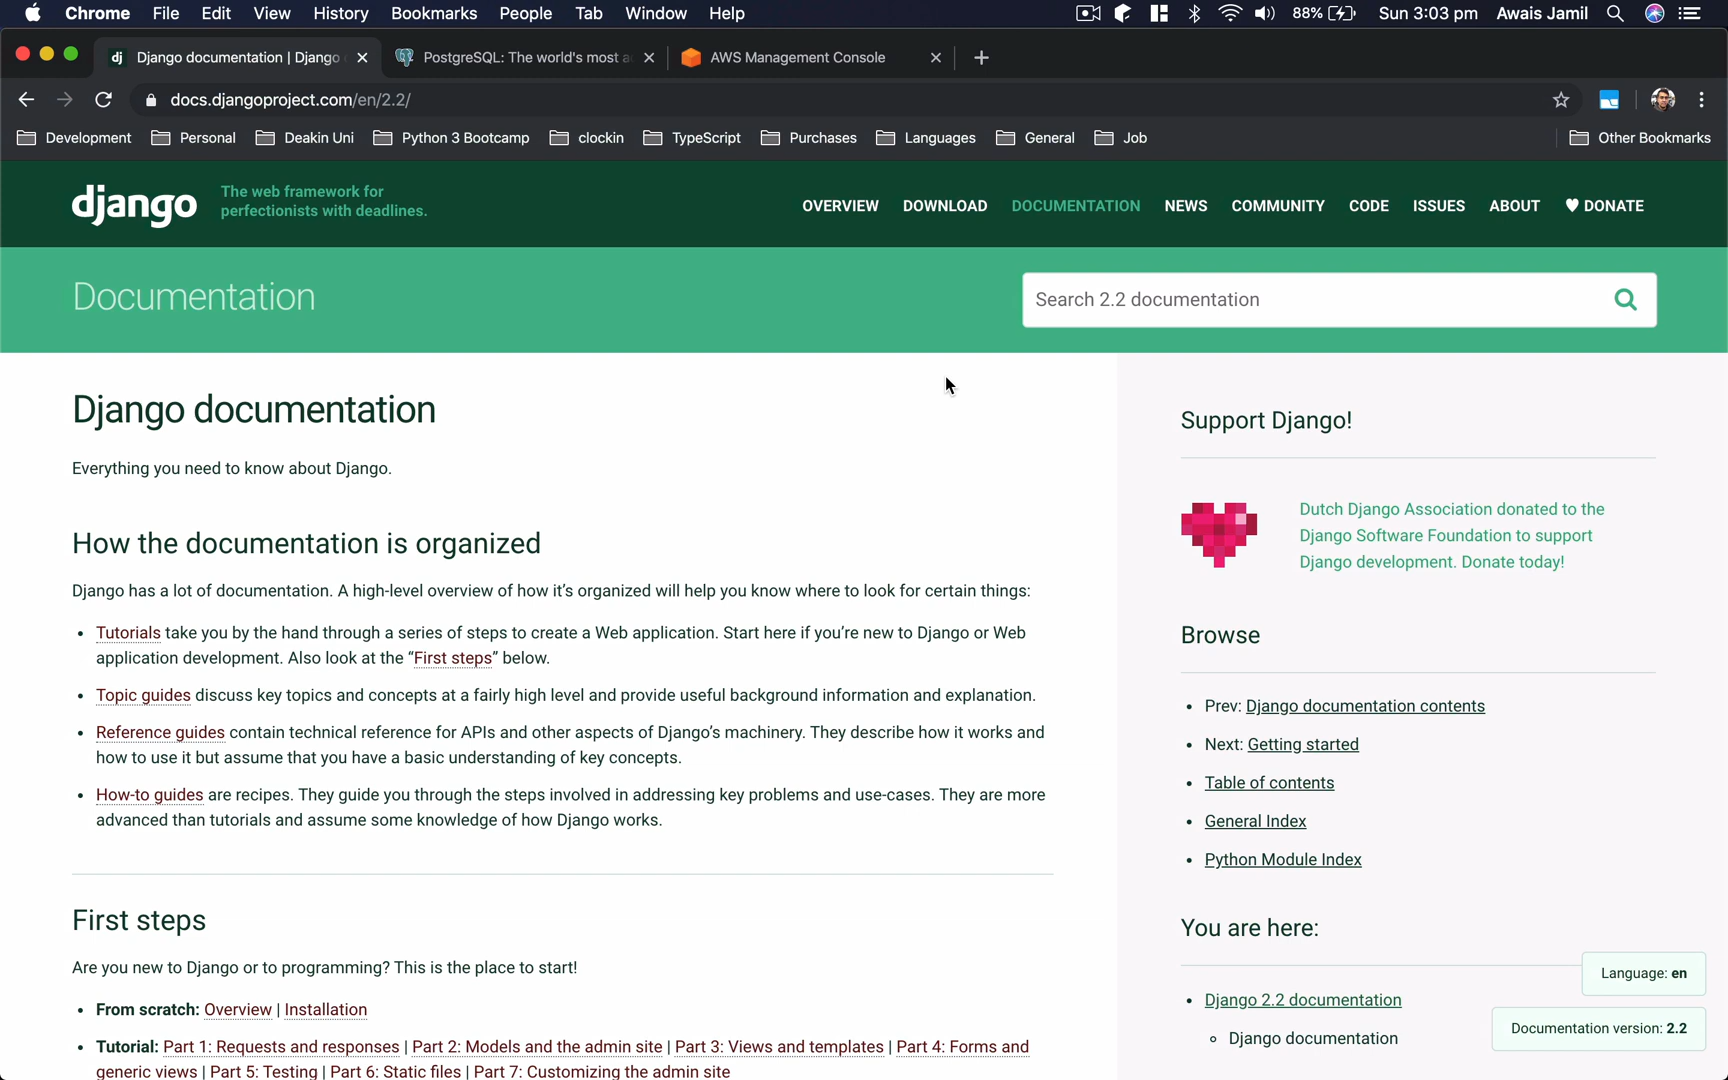 Chrome File Edit View History Bookmarks People Tab Window Help 88% Sun 3:03 pm Awais Jamil
dj Django documentation | Django PostgreSQL: The world's most a AWS Management Console
docs.djangoproject.com/en/2.2/
Development Personal Deakin Uni Python 3 Bootcamp clockin TypeScript Purchases Languages General Job Other Bookmarks
django The web framework for
perfectionists with deadlines.
OVERVIEW DOWNLOAD DOCUMENTATION NEWS COMMUNITY CODE ISSUES ABOUT DONATE
Documentation
Search 2.2 documentation
Django documentation
Everything you need to know about Django.
How the documentation is organized
Django has a lot of documentation. A high-level overview of how it’s organized will help you know where to look for certain things:
• Tutorials take you by the hand through a series of steps to create a Web application. Start here if you’re new to Django or Web
application development. Also look at the “First steps” below.
• Topic guides discuss key topics and concepts at a fairly high level and provide useful background information and explanation.
• Reference guides contain technical reference for APIs and other aspects of Django’s machinery. They describe how it works and
how to use it but assume that you have a basic understanding of key concepts.
• How-to guides are recipes. They guide you through the steps involved in addressing key problems and use-cases. They are more
advanced than tutorials and assume some knowledge of how Django works.
First steps
Are you new to Django or to programming? This is the place to start!
• From scratch: Overview | Installation
• Tutorial: Part 1: Requests and responses | Part 2: Models and the admin site | Part 3: Views and templates | Part 4: Forms and
generic views | Part 5: Testing | Part 6: Static files | Part 7: Customizing the admin site
Support Django!
Dutch Django Association donated to the
Django Software Foundation to support
Django development. Donate today!
Browse
• Prev: Django documentation contents
• Next: Getting started
• Table of contents
• General Index
• Python Module Index
You are here:
• Django 2.2 documentation
◦ Django documentation
Language: en
Documentation version: 2.2